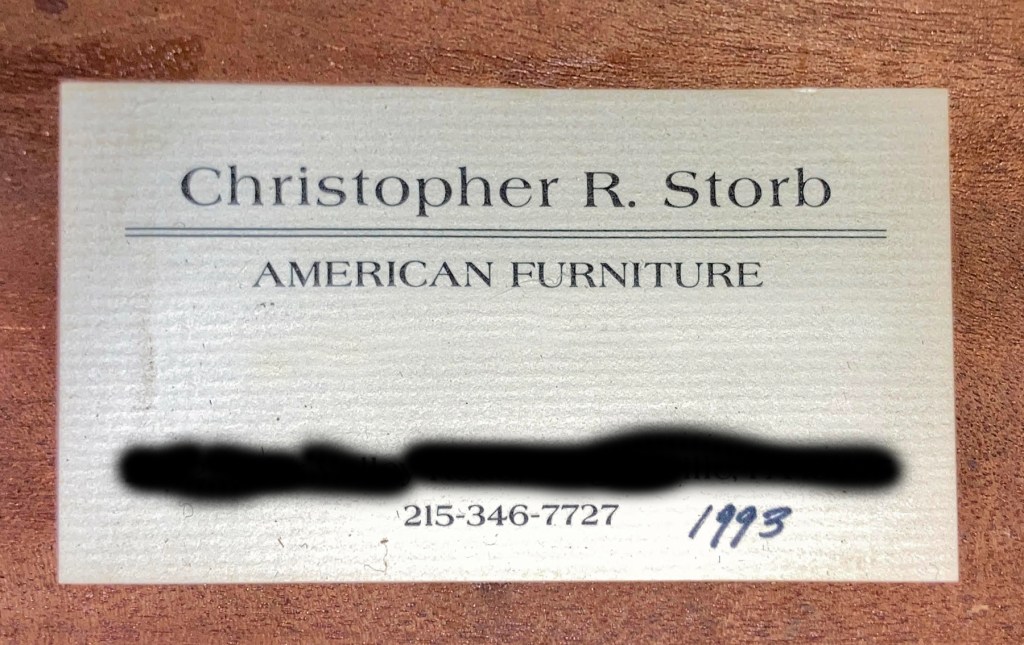 Christopher R. Storb
AMERICAN FURNITURE
215-346-7727 1993